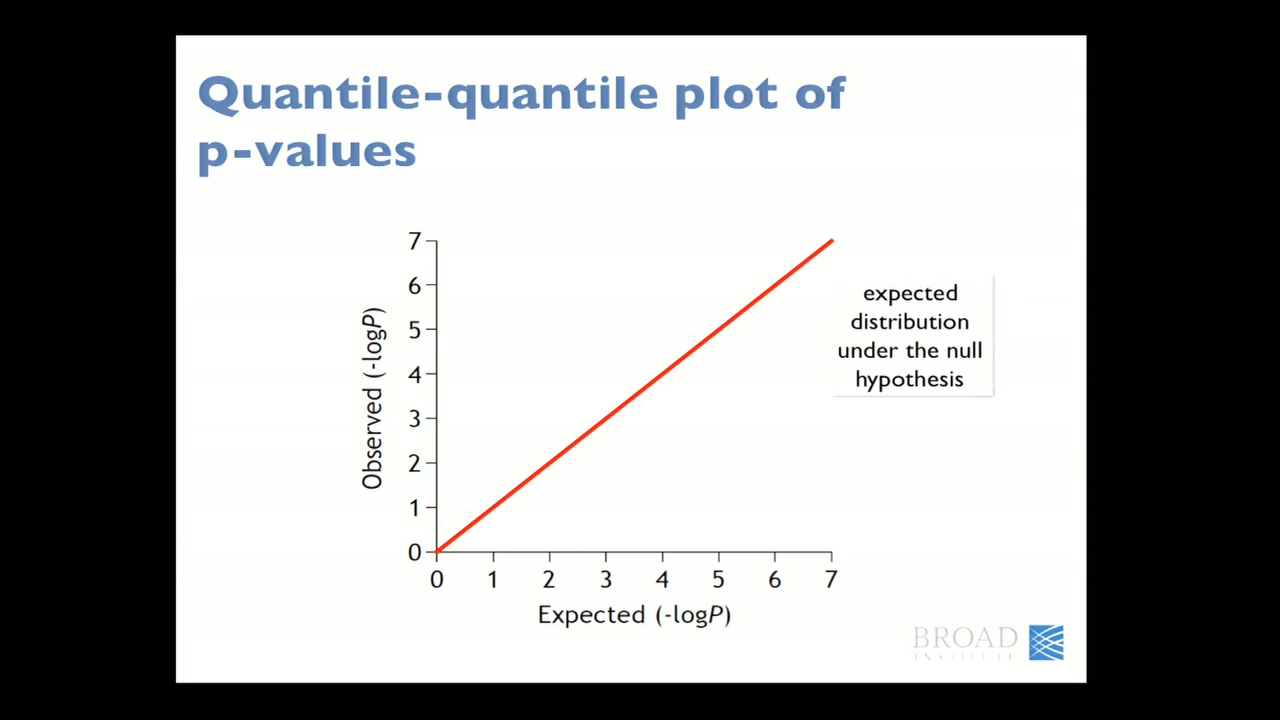 Quantile-quantile plot of
p-values
7
6
5
4
3
2
1
0
Observed (-logP)
0 1 2 3 4 5 6 7
Expected (-logP)
expected
distribution
under the null
hypothesis
BROAD
INSTITUTE